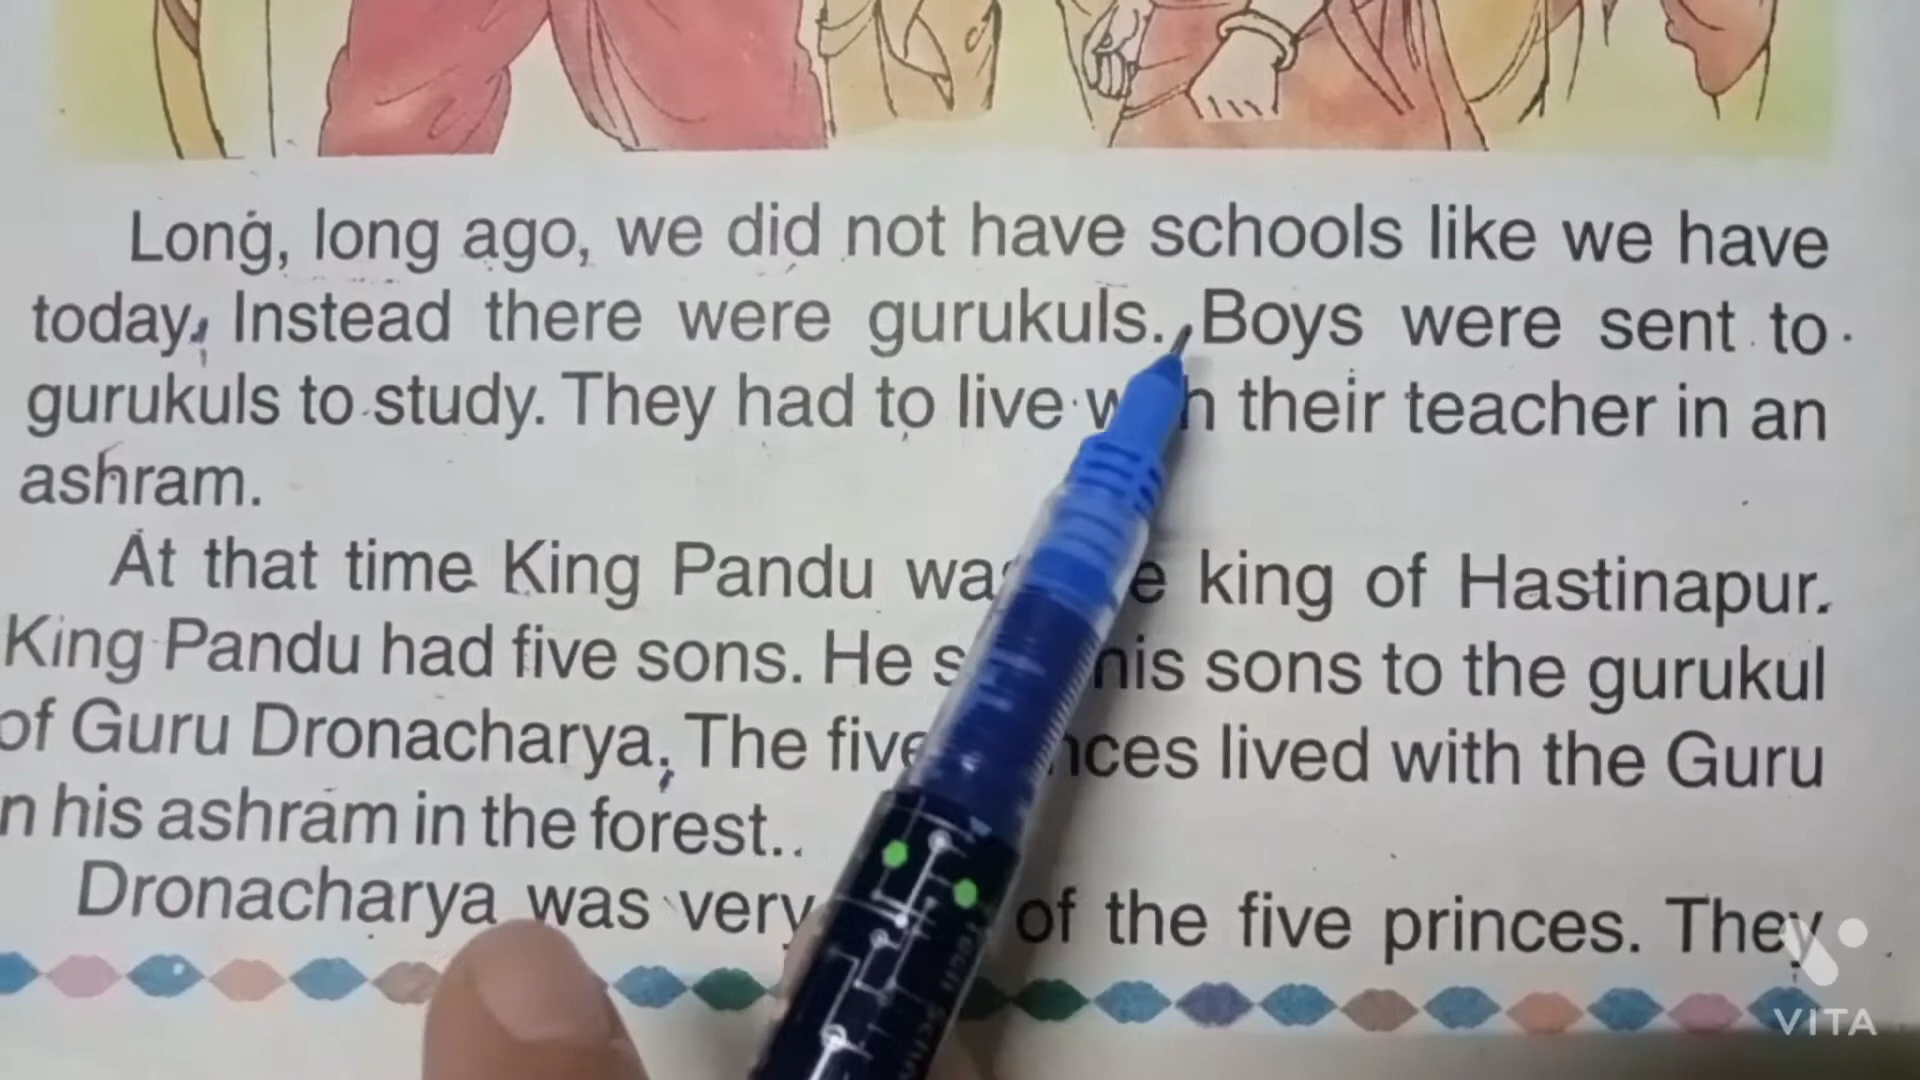 Long, long ago, we did not have schools like we have
today. Instead there were gurukuls. Boys were sent to
gurukuls to study. They had to live with their teacher in an
ashram.
At that time King Pandu was king of Hastinapur.
King Pandu had five sons. He his sons to the gurukul
of Guru Dronacharya. The five lived with the Guru
his ashram in the forest..
Dronacharya was very of the five princes. They
VITA